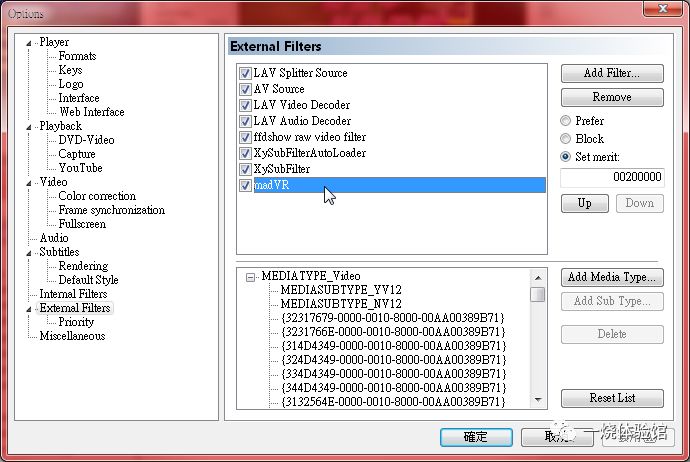 Options
Player
Formats
Keys
Logo
Interface
Web Interface
Playback
DVD-Video
Capture
YouTube
Video
Color correction
Frame synchronization
Fullscreen
Audio
Subtitles
Rendering
Default Style
Internal Filters
External Filters
Priority
Miscellaneous
External Filters
LAV Splitter Source
AV Source
LAV Video Decoder
LAV Audio Decoder
ffdshow raw video filter
XySubFilterAutoLoader
XySubFilter
madVR
Add Filter...
Remove
Prefer
Block
Set merit:
00200000
Up
Down
MEDIATYPE_Video
MEDIASUBTYPE_YV12
MEDIASUBTYPE_NV12
{32317679-0000-0010-8000-00AA00389B71}
{3231766E-0000-0010-8000-00AA00389B71}
{314D4349-0000-0010-8000-00AA00389B71}
{324D4349-0000-0010-8000-00AA00389B71}
{334D4349-0000-0010-8000-00AA00389B71}
{344D4349-0000-0010-8000-00AA00389B71}
{3132564E-0000-0010-8000-00AA00389B71}
Add Media Type...
Add Sub Type...
Delete
Reset List
確定
取
一烧体验馆